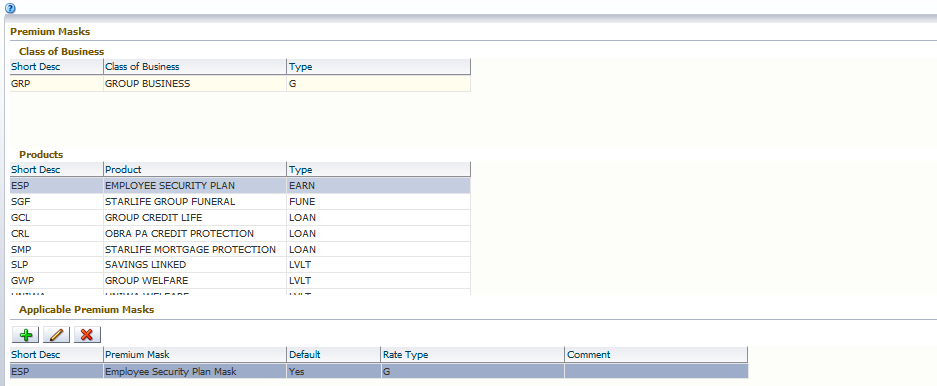 Premium Masks
Class of Business
Short Desc Class of Business Type
GRP GROUP BUSINESS G
Products
Short Desc Product Type
ESP EMPLOYEE SECURITY PLAN EARN
SGF STARLIFE GROUP FUNERAL FUNE
GCL GROUP CREDIT LIFE LOAN
CRL OBRA PA CREDIT PROTECTION LOAN
SMP STARLIFE MORTGAGE PROTECTION LOAN
SLP SAVINGS LINKED LVLT
GWP GROUP WELFARE LVLT
Applicable Premium Masks
Short Desc Premium Mask Default Rate Type Comment
ESP Employee Security Plan Mask Yes G